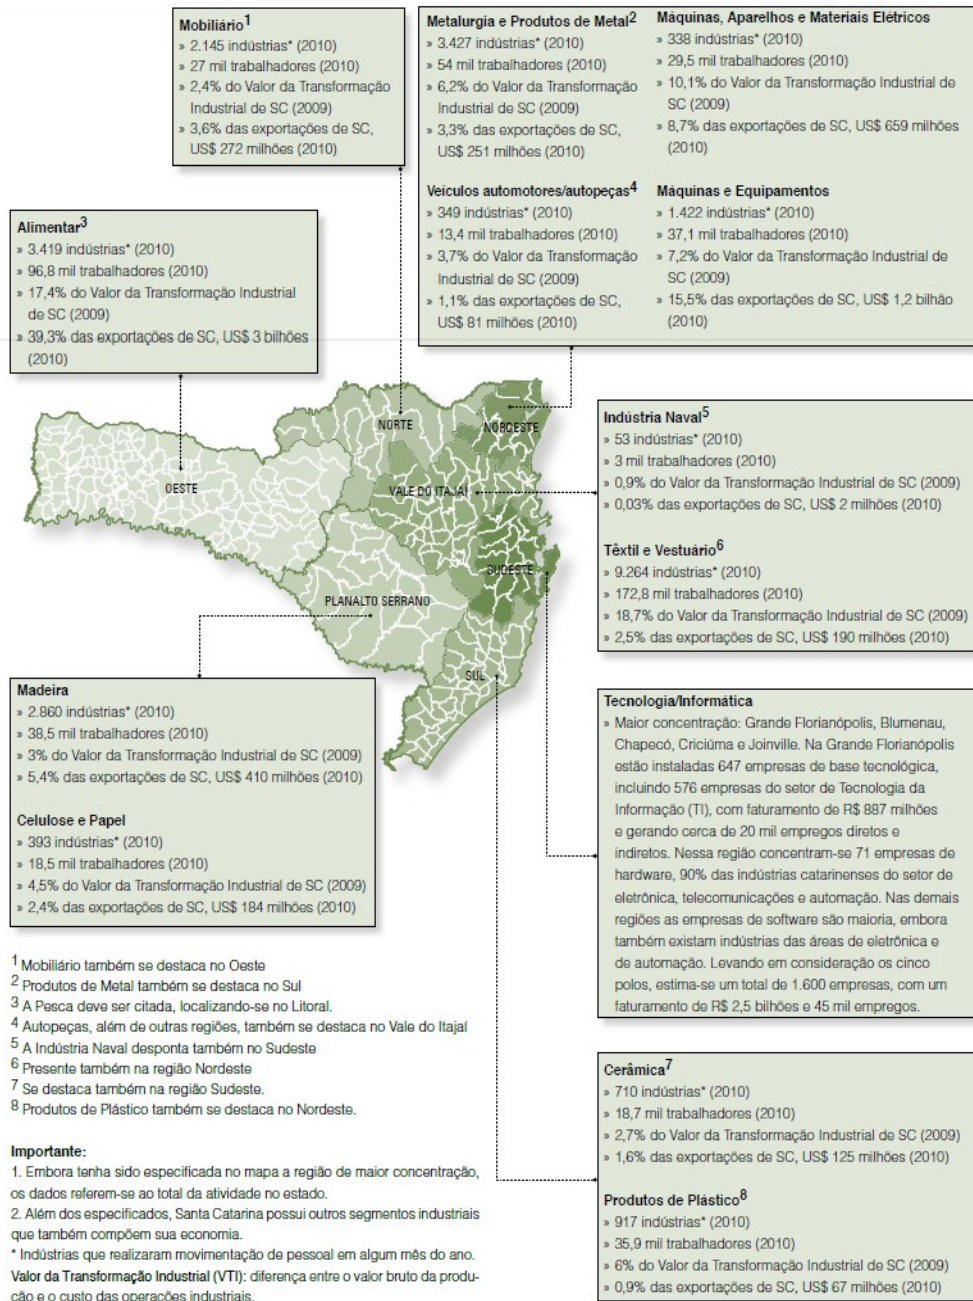 Mobiliário1
» 2.145 indústrias* (2010)
» 27 mil trabalhadores (2010)
» 2,4% do Valor da Transformação
Industrial de SC (2009)
» 3,6% das exportações de SC,
US$ 272 milhões (2010)
Metalurgia e Produtos de Metal2
» 3.427 indústrias* (2010)
» 54 mil trabalhadores (2010)
» 6,2% do Valor da Transformação
Industrial de SC (2009)
» 3,3% das exportações de SC,
US$ 251 milhões (2010)
Máquinas, Aparelhos e Materiais Elétricos
» 338 indústrias* (2010)
» 29,5 mil trabalhadores (2010)
» 10,1% do Valor da Transformação Industrial de
SC (2009)
» 8,7% das exportações de SC, US$ 659 milhões
(2010)
Veículos automotores/autopeças4
» 349 indústrias* (2010)
» 13,4 mil trabalhadores (2010)
» 3,7% do Valor da Transformação
Industrial de SC (2009)
» 1,1% das exportações de SC,
US$ 81 milhões (2010)
Máquinas e Equipamentos
» 1.422 indústrias* (2010)
» 37,1 mil trabalhadores (2010)
» 7,2% do Valor da Transformação Industrial de
SC (2009)
» 15,5% das exportações de SC, US$ 1,2 bilhão
(2010)
Alimentar3
» 3.419 indústrias* (2010)
» 96,8 mil trabalhadores (2010)
» 17,4% do Valor da Transformação Industrial
de SC (2009)
» 39,3% das exportações de SC, US$ 3 bilhões
(2010)
NORTE
NORDESTE
OESTE
VALE DO ITAJAÍ
SUDESTE
PLANALTO SERRANO
SUL
Indústria Naval5
» 53 indústrias* (2010)
» 3 mil trabalhadores (2010)
» 0,9% do Valor da Transformação Industrial de SC (2009)
» 0,03% das exportações de SC, US$ 2 milhões (2010)
Têxtil e Vestuário6
» 9.264 indústrias* (2010)
» 172,8 mil trabalhadores (2010)
» 18,7% do Valor da Transformação Industrial de SC (2009)
» 2,5% das exportações de SC, US$ 190 milhões (2010)
Madeira
» 2.860 indústrias* (2010)
» 38,5 mil trabalhadores (2010)
» 3% do Valor da Transformação Industrial de SC (2009)
» 5,4% das exportações de SC, US$ 410 milhões (2010)
Celulose e Papel
» 393 indústrias* (2010)
» 18,5 mil trabalhadores (2010)
» 4,5% do Valor da Transformação Industrial de SC (2009)
» 2,4% das exportações de SC, US$ 184 milhões (2010)
Tecnologia/Informática
» Maior concentração: Grande Florianópolis, Blumenau,
Chapecó, Criciúma e Joinville. Na Grande Florianópolis
estão instaladas 647 empresas de base tecnológica,
incluindo 576 empresas do setor de Tecnologia da
Informação (TI), com faturamento de R$ 887 milhões
e gerando cerca de 20 mil empregos diretos e
indiretos. Nessa região concentram-se 71 empresas de
hardware, 90% das indústrias catarinenses do setor de
eletrônica, telecomunicações e automação. Nas demais
regiões as empresas de software são maioria, embora
também existam indústrias das áreas de eletrônica e
de automação. Levando em consideração os cinco
polos, estima-se um total de 1.600 empresas, com um
faturamento de R$ 2,5 bilhões e 45 mil empregos.
1 Mobiliário também se destaca no Oeste
2 Produtos de Metal também se destaca no Sul
3 A Pesca deve ser citada, localizando-se no Litoral.
4 Autopeças, além de outras regiões, também se destaca no Vale do Itajaí
5 A Indústria Naval desponta também no Sudeste
6 Presente também na região Nordeste
7 Se destaca também na região Sudeste.
8 Produtos de Plástico também se destaca no Nordeste.
Importante:
1. Embora tenha sido especificada no mapa a região de maior concentração,
os dados referem-se ao total da atividade no estado.
2. Além dos especificados, Santa Catarina possui outros segmentos industriais
que também compõem sua economia.
* Indústrias que realizaram movimentação de pessoal em algum mês do ano.
Valor da Transformação Industrial (VTI): diferença entre o valor bruto da produ-
ção e o custo das operações industriais.
Cerâmica7
» 710 indústrias* (2010)
» 18,7 mil trabalhadores (2010)
» 2,7% do Valor da Transformação Industrial de SC (2009)
» 1,6% das exportações de SC, US$ 125 milhões (2010)
Produtos de Plástico8
» 917 indústrias* (2010)
» 35,9 mil trabalhadores (2010)
» 6% do Valor da Transformação Industrial de SC (2009)
» 0,9% das exportações de SC, US$ 67 milhões (2010)